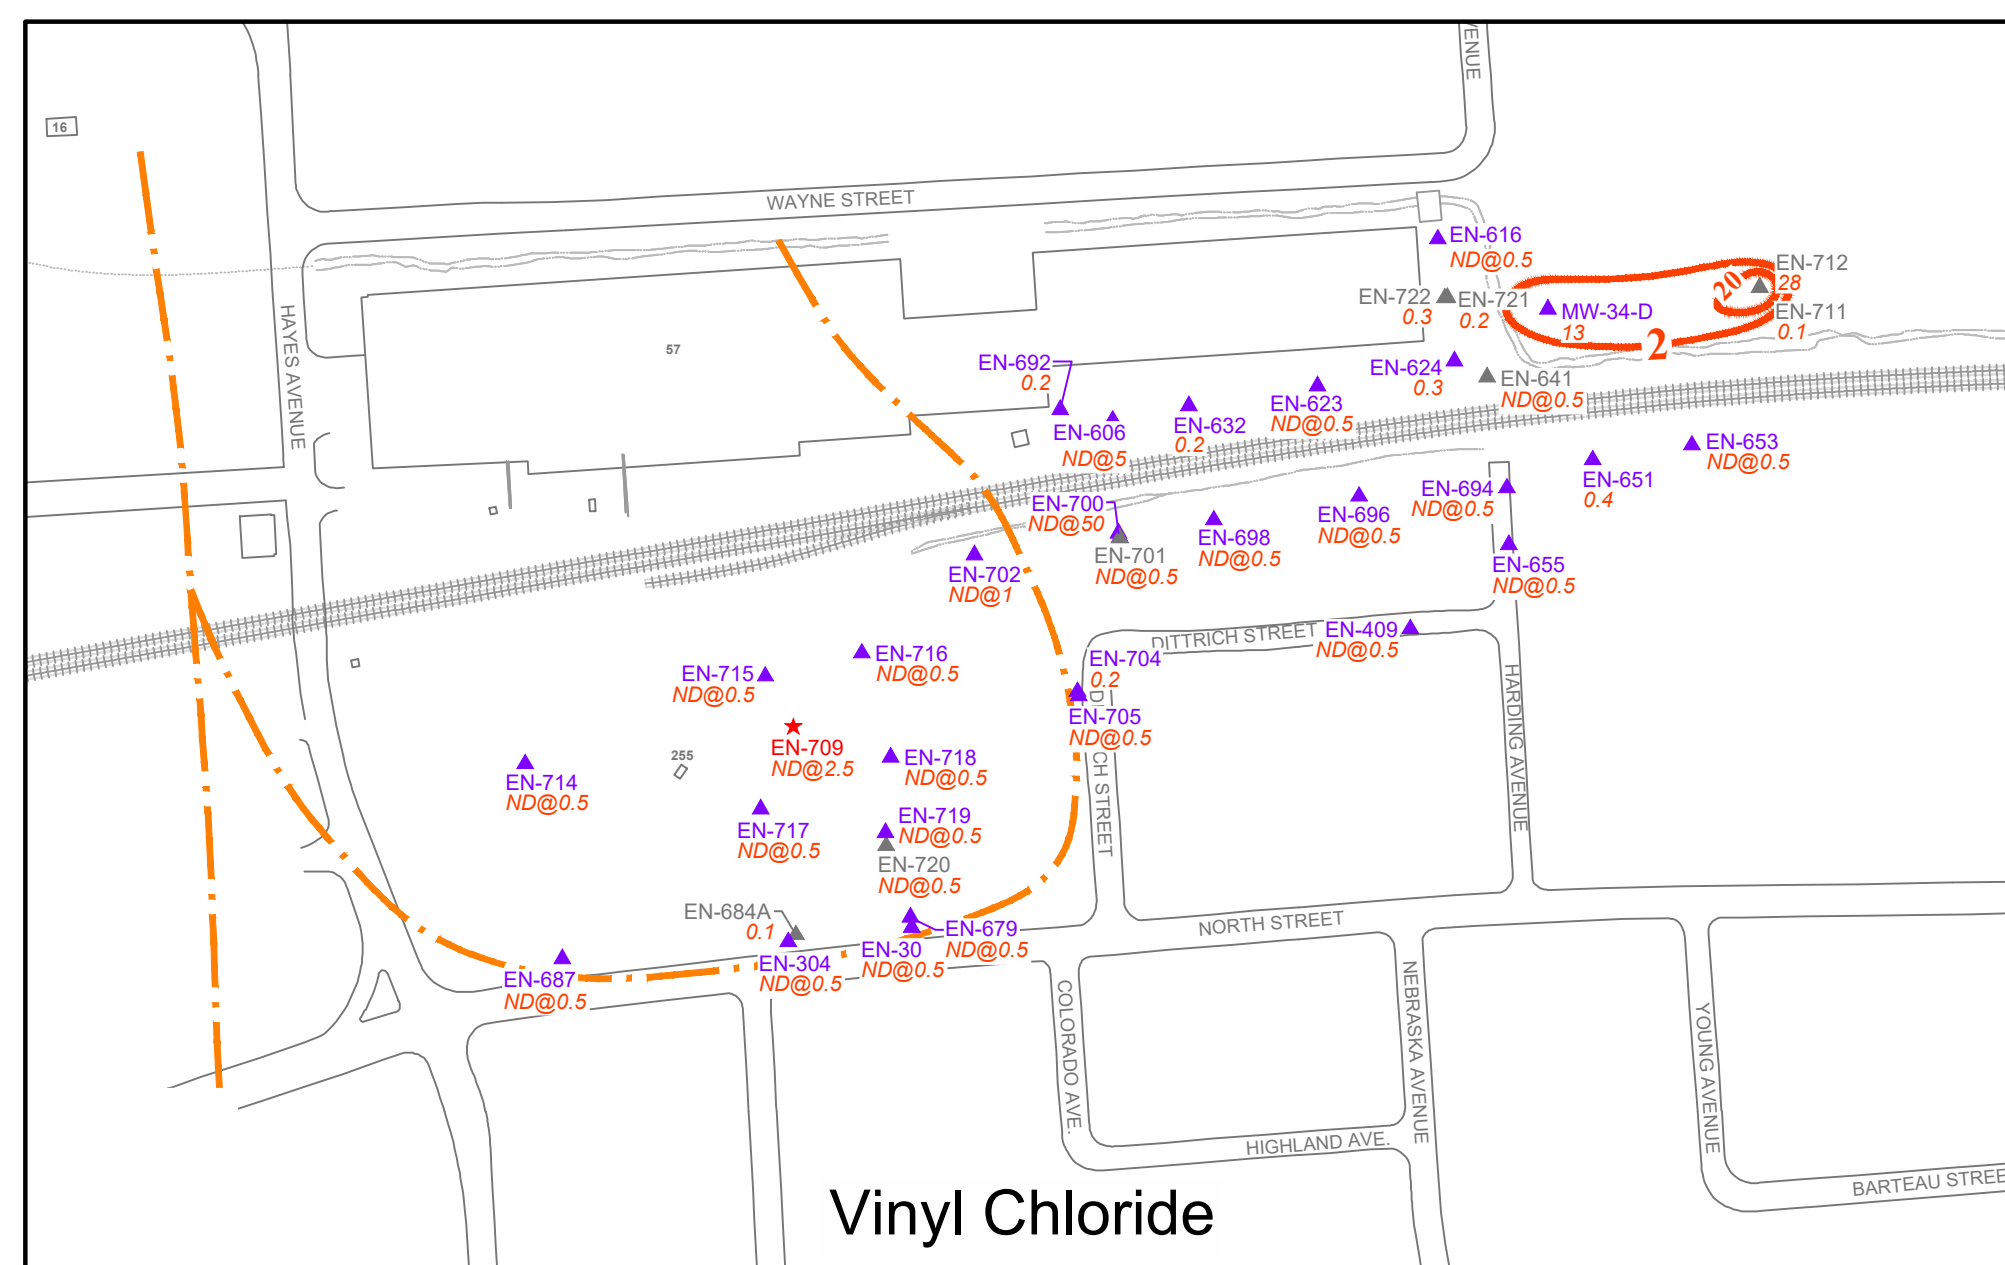 VENUE
16
WAYNE STREET
EN-616
ND@0.5
EN-712
28
20
EN-722
0.3
EN-721
0.2
MW-34-D
13
EN-711
0.1
2
HAYES AVENUE
57
EN-692
0.2
EN-624
0.3
EN-641
ND@0.5
EN-606
ND@5
EN-632
0.2
EN-623
ND@0.5
EN-653
ND@0.5
EN-651
0.4
EN-694
ND@0.5
EN-700
ND@50
EN-696
ND@0.5
EN-698
ND@0.5
EN-701
ND@0.5
EN-655
ND@0.5
EN-702
ND@1
DITTRICH STREET
EN-409
ND@0.5
EN-716
ND@0.5
EN-715
ND@0.5
EN-704
0.2
EN-705
ND@0.5
D
CH STREET
HARDING AVENUE
EN-709
ND@2.5
255
EN-718
ND@0.5
EN-714
ND@0.5
EN-717
ND@0.5
EN-719
ND@0.5
EN-720
ND@0.5
EN-684A
0.1
EN-679
ND@0.5
EN-30
ND@0.5
EN-304
ND@0.5
EN-687
ND@0.5
NORTH STREET
COLORADO AVE.
NEBRASKA AVENUE
YOUNG AVENUE
HIGHLAND AVE.
BARTEAU STREE
Vinyl Chloride